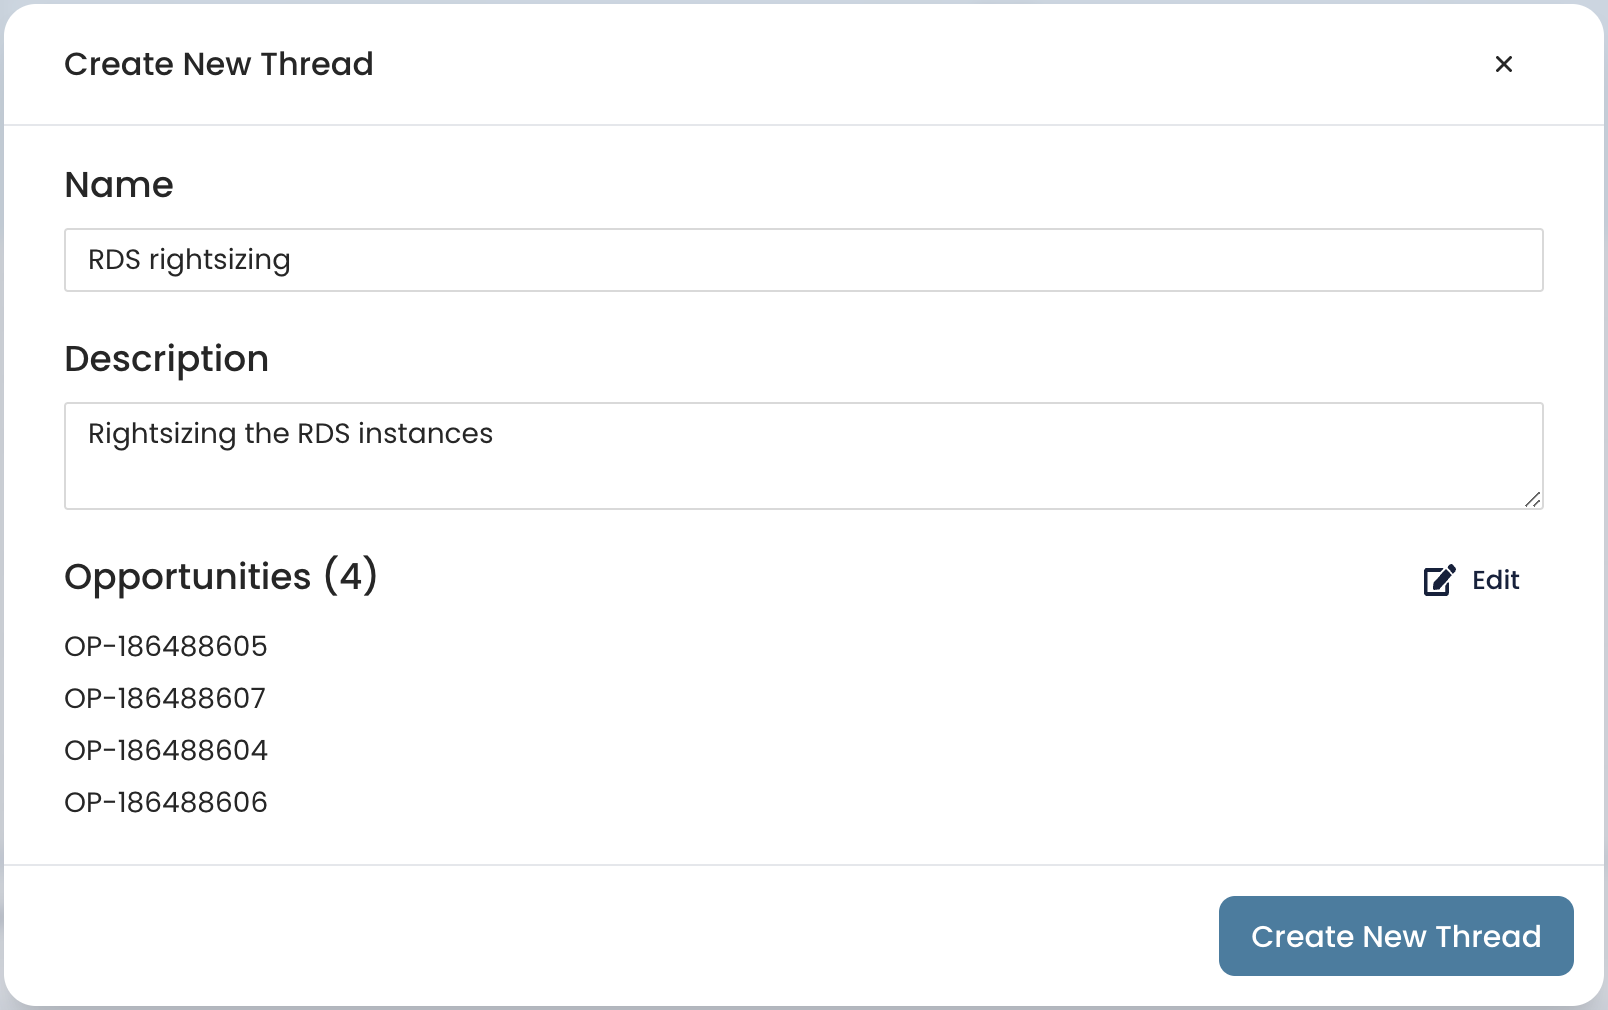 Create New Thread
Name
RDS rightsizing
Description
Rightsizing the RDS instances
Opportunities (4)
Edit
OP-186488605
OP-186488607
OP-186488604
OP-186488606
Create New Thread